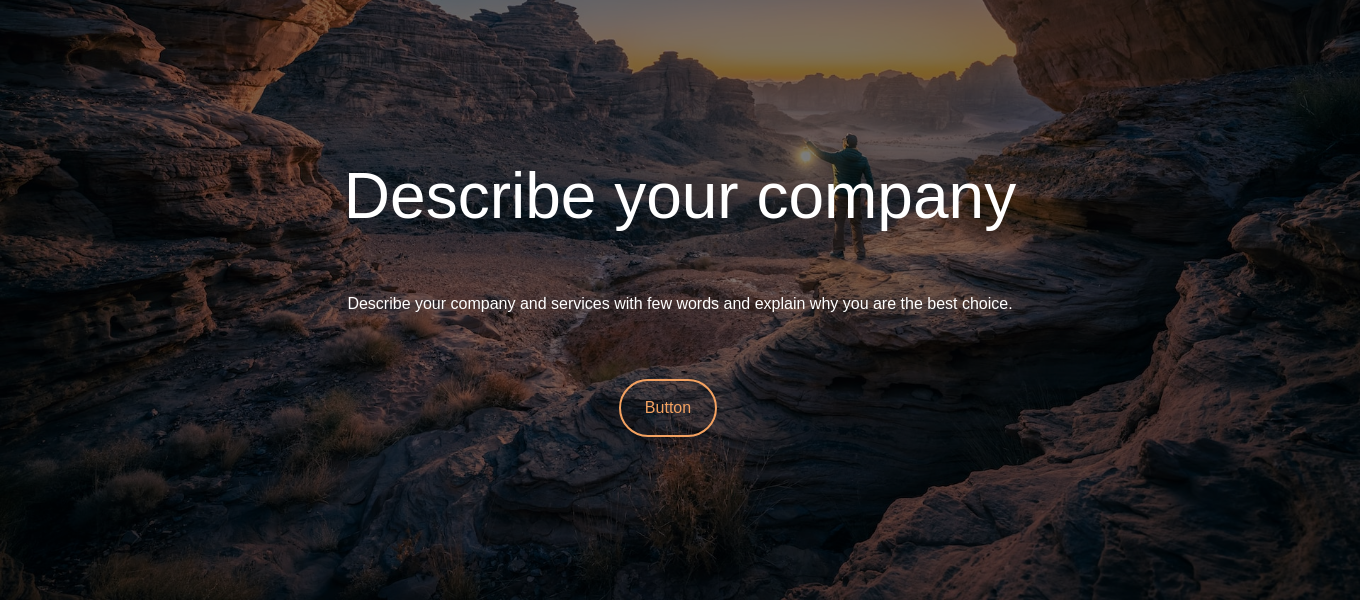 Describe your company
Describe your company and services with few words and explain why you are the best choice.
Button